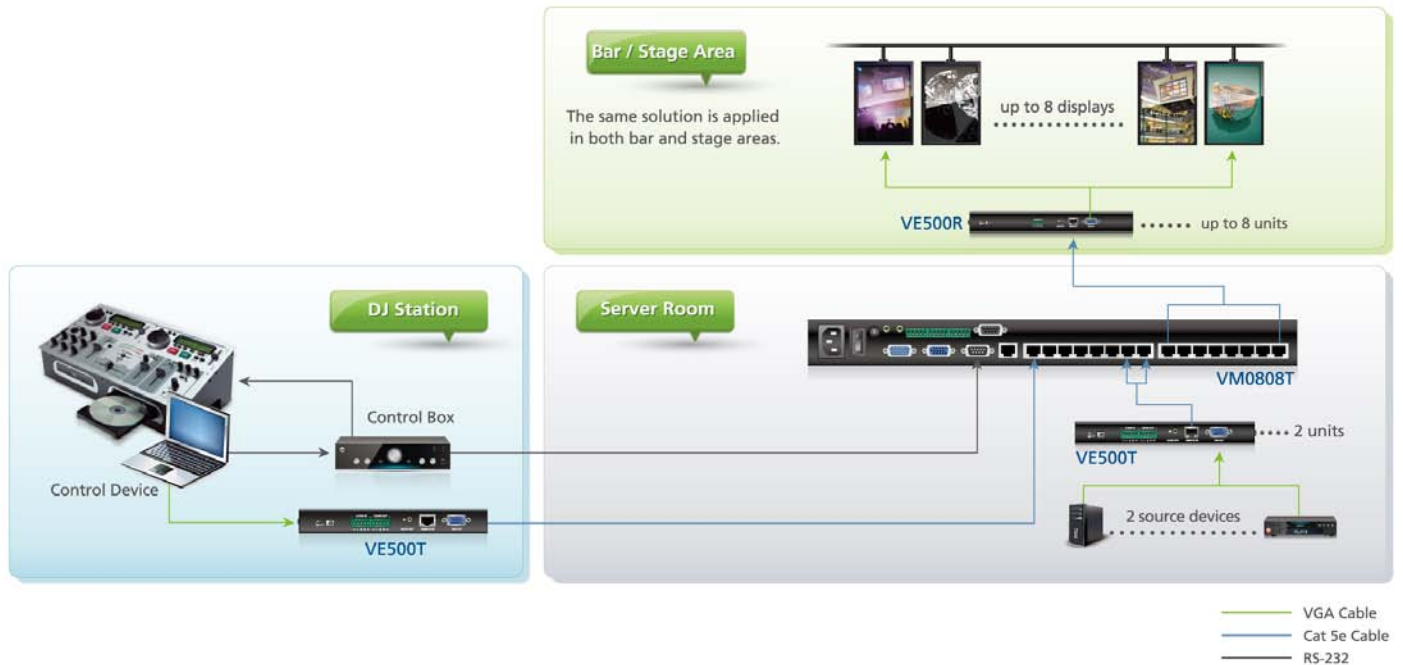 Bar / Stage Area
The same solution is applied
in both bar and stage areas.
up to 8 displays
VE500R
up to 8 units
DJ Station
Control Box
Control Device
VE500T
Server Room
VM0808T
VE500T
2 units
2 source devices
VGA Cable
Cat 5e Cable
RS-232